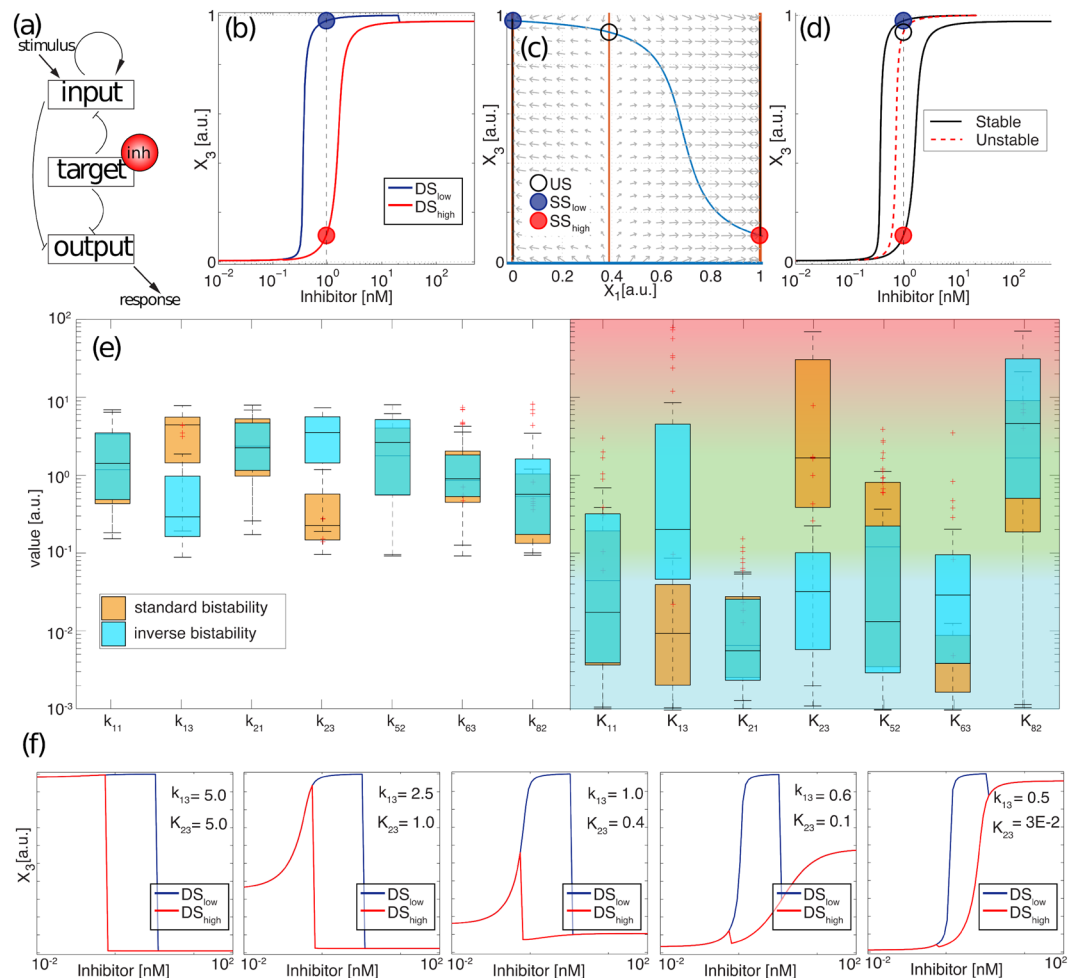 (a)
stimulus
input
target
inh
output
response
(b)
1
X3 [a.u.]
0
DSlow
DShigh
10-2
10-1
100
101
102
Inhibitor [nM]
(c)
1
X3 [a.u.]
0
US
SSlow
SShigh
0
0.2
0.4
0.6
0.8
1
X1[a.u.]
(d)
1
X3 [a.u.]
0
Stable
Unstable
10-2
10-1
100
101
102
Inhibitor [nM]
(e)
102
101
100
10-1
10-2
10-3
value [a.u.]
standard bistability
inverse bistability
k11
k13
k21
k23
k52
k63
k82
K11
K13
K21
K23
K52
K63
K82
(f)
X3[a.u.]
k13= 5.0
K23= 5.0
DSlow
DShigh
10-2
Inhibitor [nM]
102
k13= 2.5
K23= 1.0
DSlow
DShigh
10-2
Inhibitor [nM]
102
k13= 1.0
K23= 0.4
DSlow
DShigh
10-2
Inhibitor [nM]
102
k13= 0.6
K23= 0.1
DSlow
DShigh
10-2
Inhibitor [nM]
102
k13= 0.5
K23= 3E-2
DSlow
DShigh
10-2
Inhibitor [nM]
102